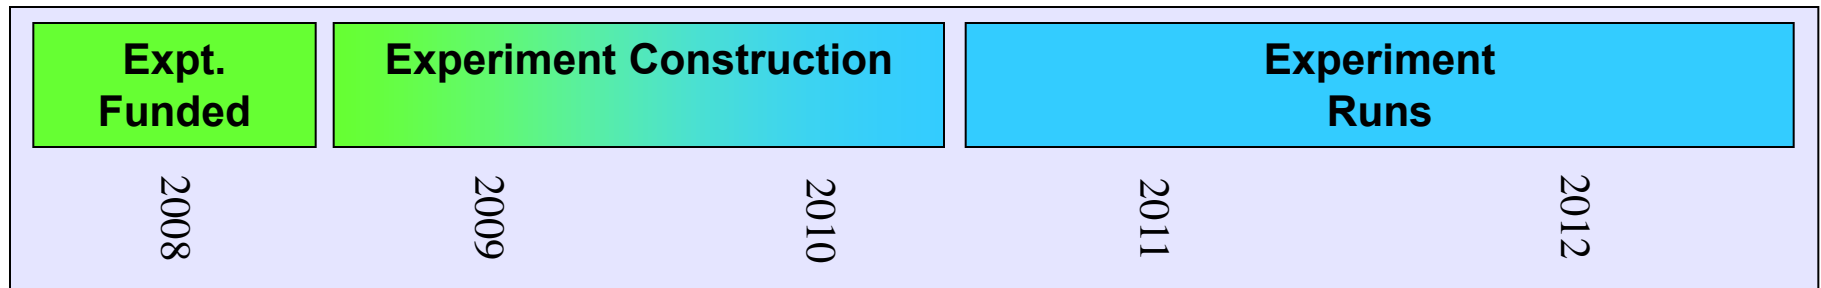 Expt.
Funded
Experiment Construction
Experiment
Runs
2008
2009
2010
2011
2012